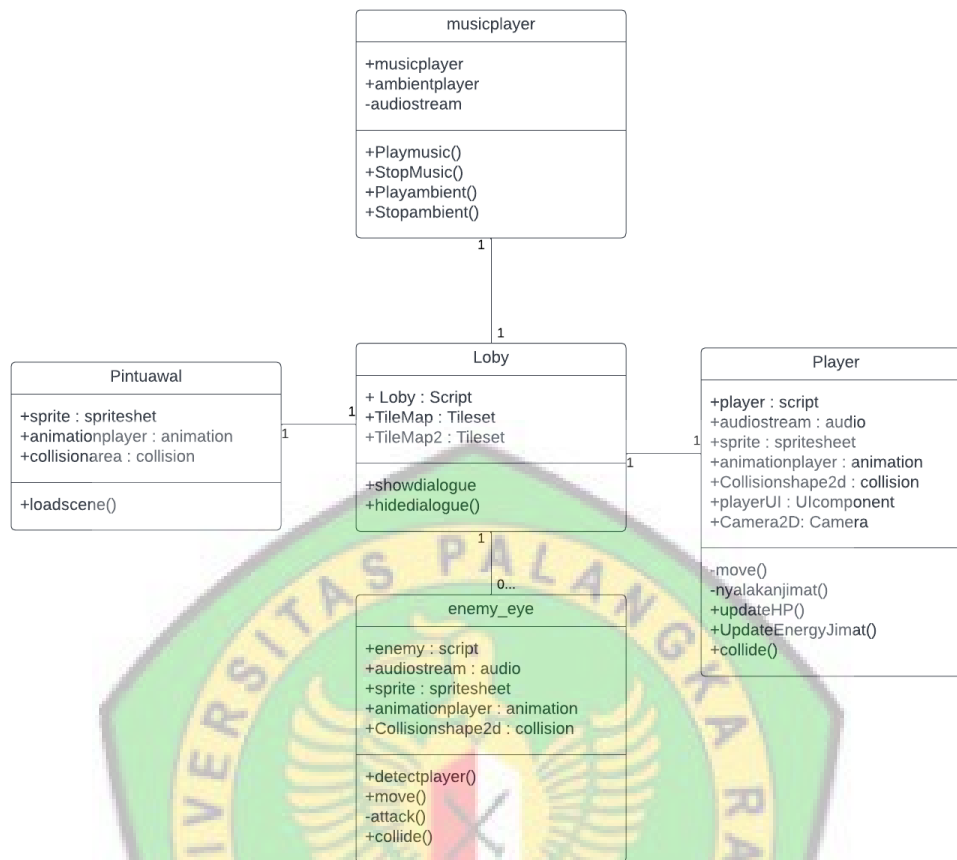 musicplayer
+musicplayer
+ambientplayer
-audiostream
+Playmusic()
+StopMusic()
+Playambient()
+Stopambient()
1
1
Pintuawal
+sprite : spriteshet
+animationplayer : animation
+collisionarea : collision
+loadscene()
1
1
Loby
+ Loby : Script
+TileMap : Tileset
+TileMap2 : Tileset
+showdialogue
+hidedialogue()
1
1
Player
+player : script
+audiostream : audio
+sprite : spritesheet
+animationplayer : animation
+Collisionshape2d : collision
+playerUI : UIcomponent
+Camera2D: Camera
-move()
-nyalakanjimat()
+updateHP()
+UpdateEnergyJimat()
+collide()
1
0...
enemy_eye
+enemy : script
+audiostream : audio
+sprite : spritesheet
+animationplayer : animation
+Collisionshape2d : collision
+detectplayer()
+move()
-attack()
+collide()
IVERSITAS PALANGKA RA